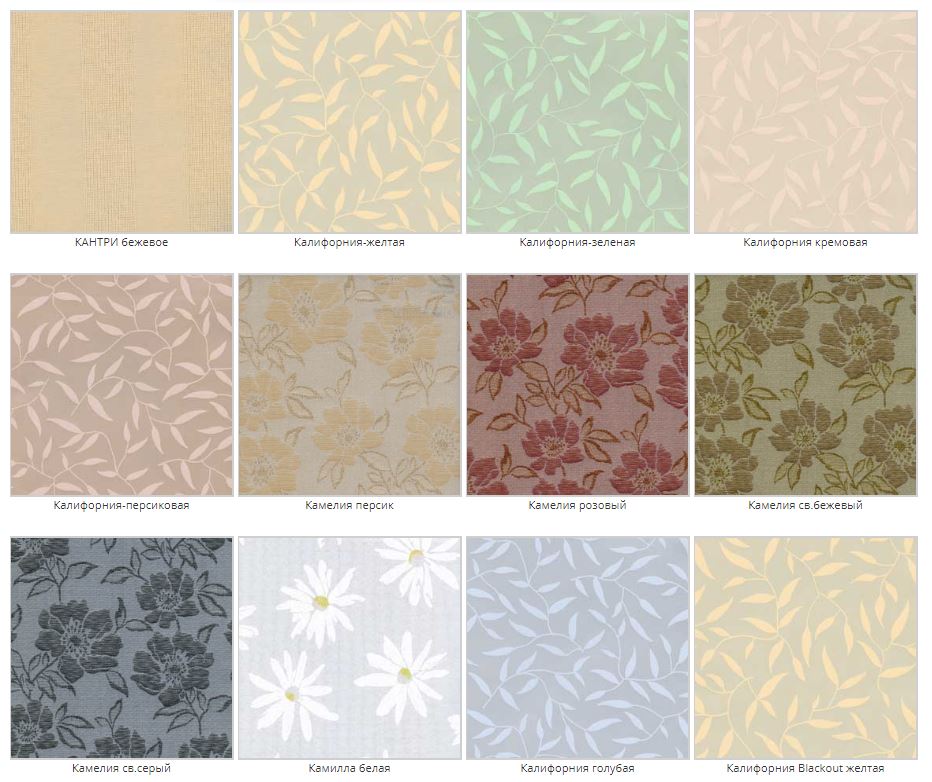 КАНТРИ бежевое
Калифорния-желтая
Калифорния-зеленая
Калифорния кремовая
Калифорния-персиковая
Камелия персик
Камелия розовый
Камелия св.бежевый
Камелия св.серый
Камилла белая
Калифорния голубая
Калифорния Blackout желтая